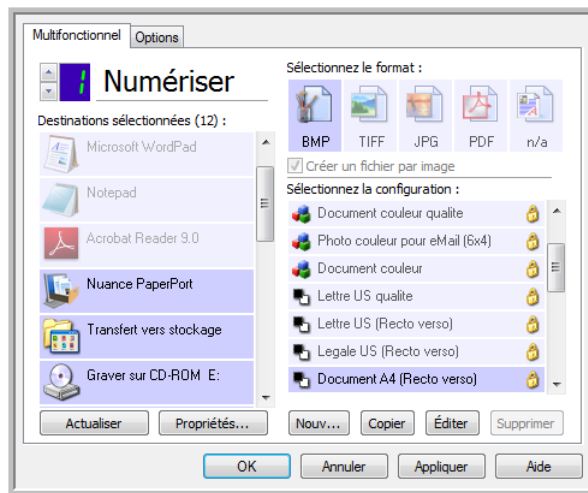 Multifonctionnel
Options
1
Numériser
Destinations sélectionnées (12) :
Microsoft WordPad
Notepad
Acrobat Reader 9.0
Nuance PaperPort
Transfert vers stockage
Graver sur CD-ROM E:
Actualiser
Propriétés...
Sélectionnez le format :
BMP
TIFF
JPG
PDF
n/a
Créer un fichier par image
Sélectionnez la configuration :
Document couleur qualite
Photo couleur pour eMail (6x4)
Document couleur
Lettre US qualite
Lettre US (Recto verso)
Legale US (Recto verso)
Document A4 (Recto verso)
Nouv...
Copier
Éditer
Supprimer
OK
Annuler
Appliquer
Aide